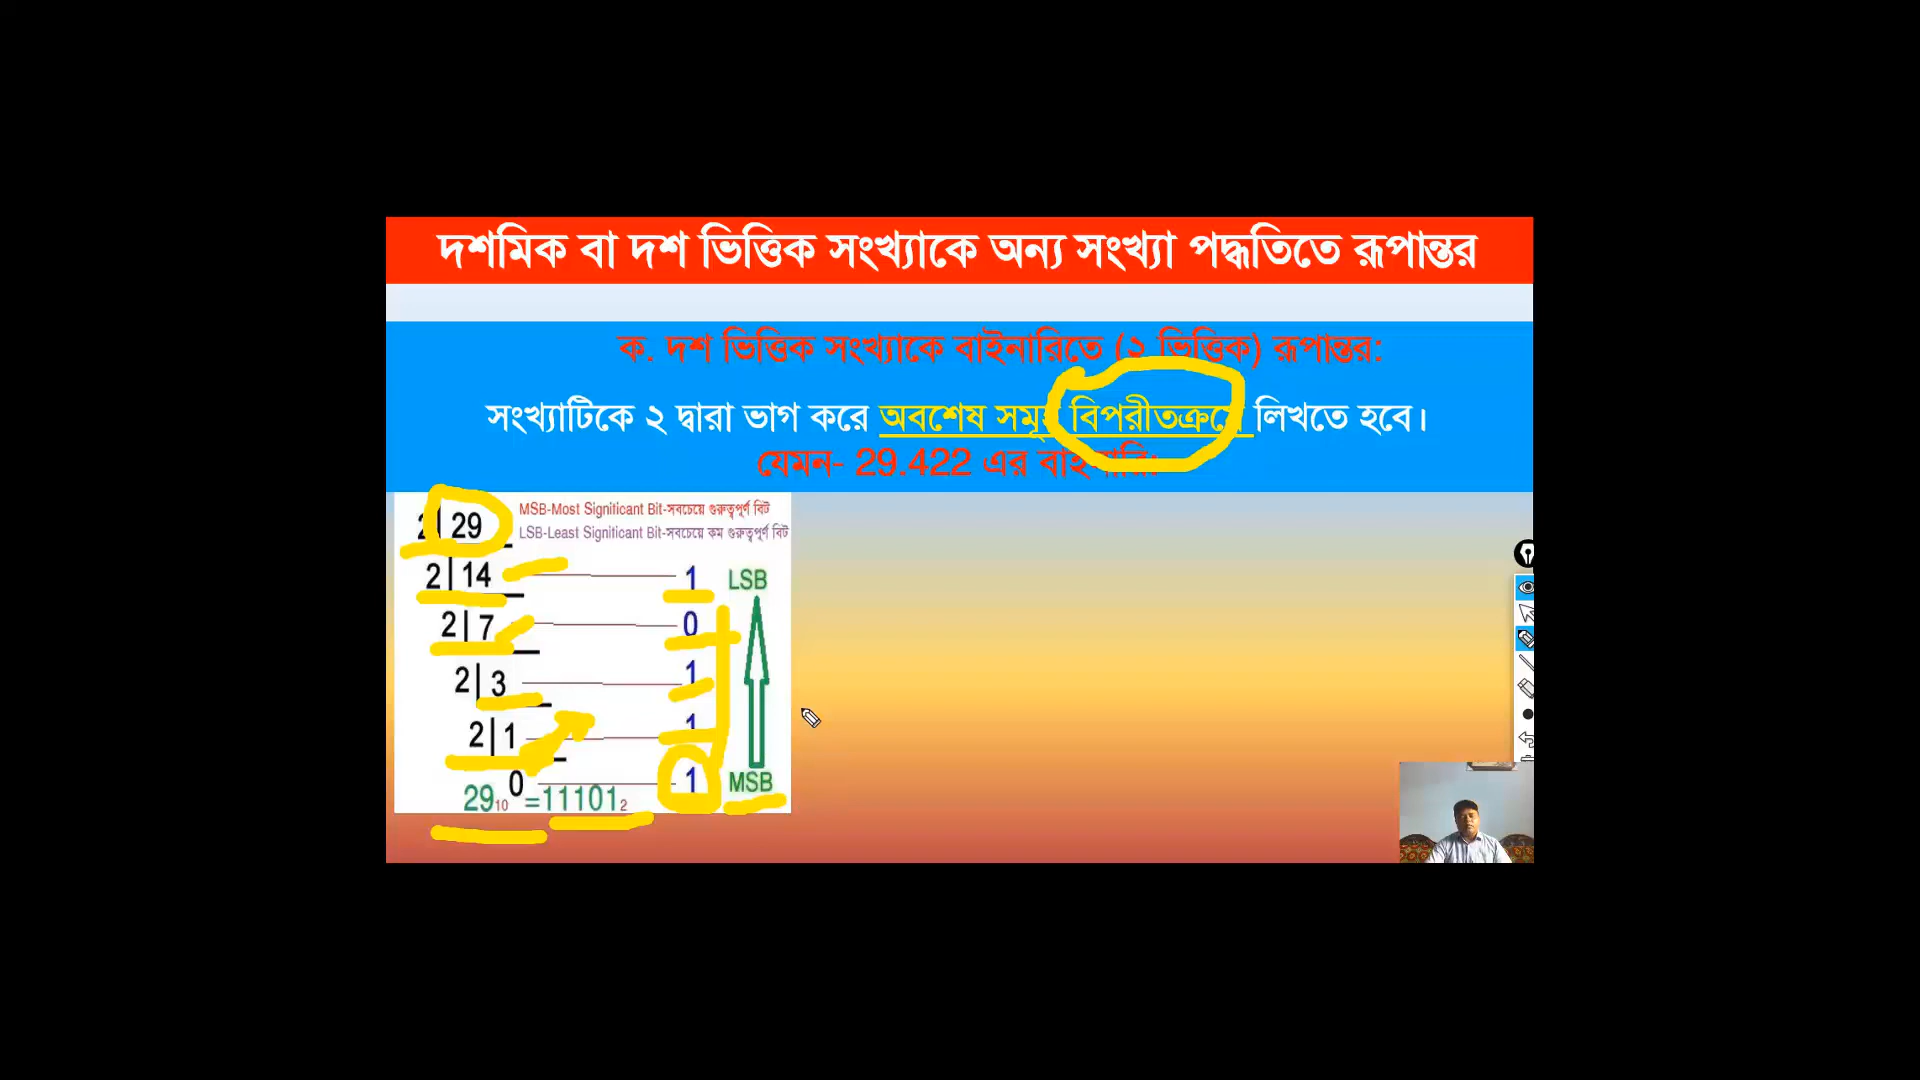 দশমিক বা দশ ভিত্তিক সংখ্যাকে অন্য সংখ্যা পদ্ধতিতে রূপান্তর
ক. দশ ভিত্তিক সংখ্যাকে বাইনারিতে (২ ভিত্তিক) রূপান্তর:
সংখ্যাটিকে ২ দ্বারা ভাগ করে অবশেষ সমূহ বিপরীতক্রমে লিখতে হবে।
যেমন- 29.422 এর বাইনারি:
2 29
MSB-Most Signiticant Bit-সবচেয়ে গুরুত্বপূর্ণ বিট
LSB-Least Signiticant Bit-সবচেয়ে কম গুরুত্বপূর্ণ বিট
2 14 1 LSB
2 7 0
2 3 1
2 1 1
0 1 MSB
29₁₀ =11101₂